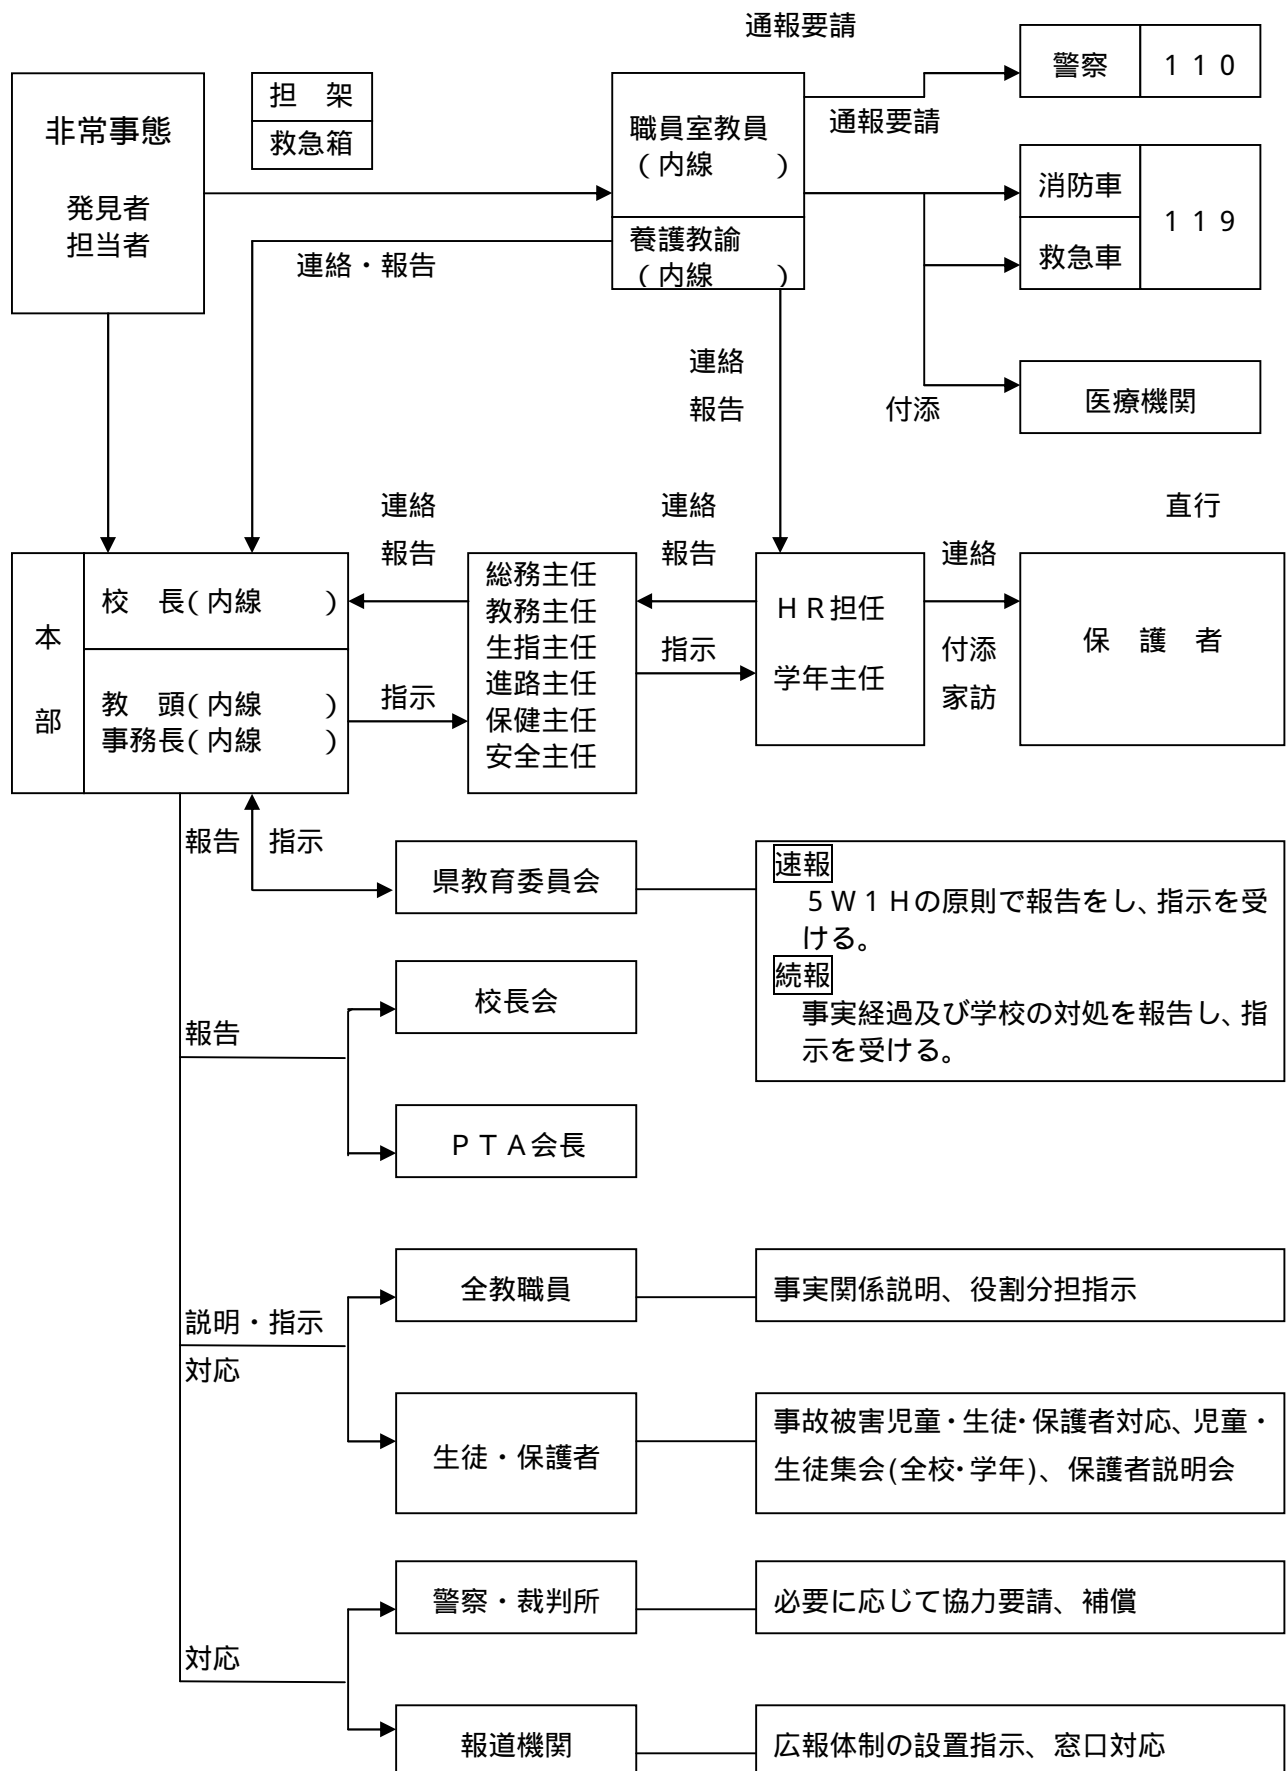 通報要請
警察 １１０
担　架
救急箱
非常事態
発見者
担当者
職員室教員
（内線　　）
養護教諭
（内線　　）
通報要請
消防車
救急車
１１９
連絡・報告
連絡
報告
付添
医療機関
連絡
報告
連絡
報告
直行
本
部
校　長(内線　　)
教　頭(内線　　)
事務長(内線　　)
指示
総務主任
教務主任
生指主任
進路主任
保健主任
安全主任
指示
ＨＲ担任
学年主任
連絡
付添
家訪
保　護　者
報告　指示
県教育委員会
速報
５Ｗ１Ｈの原則で報告をし、指示を受
ける。
続報
事実経過及び学校の対処を報告し、指
示を受ける。
報告
校長会
ＰＴＡ会長
説明・指示
対応
全教職員
事実関係説明、役割分担指示
生徒・保護者
事故被害児童・生徒・保護者対応、児童・
生徒集会(全校・学年)、保護者説明会
対応
警察・裁判所
必要に応じて協力要請、補償
報道機関
広報体制の設置指示、窓口対応